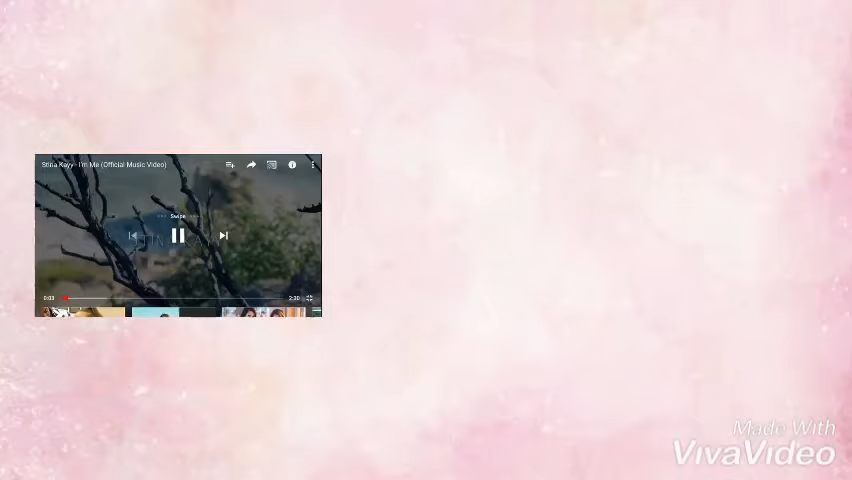 Stina Kayy - I'm Me (Official Music Video)
Swipe
0:03
2:30
Made With
VivaVideo